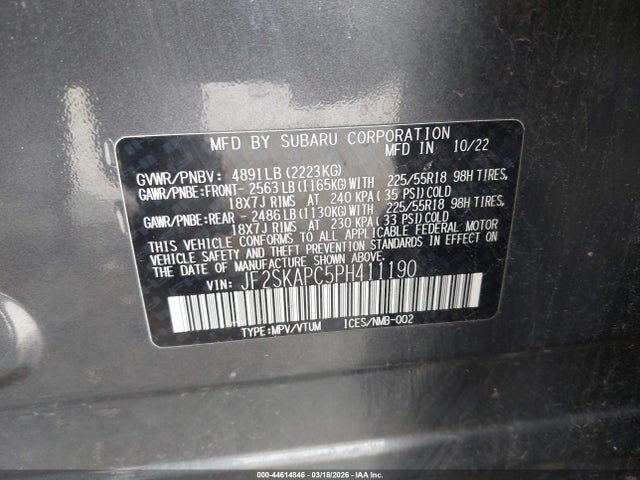 MFD BY SUBARU CORPORATION
MFD IN 10/22
GVWR/PNBV: 4891LB(2223KG)
GAWR/PNBE:FRONT- 2563LB(1165KG)WITH 225/55R18 98H TIRES,
18X7J RIMS AT 240 KPA(35 PSI)COLD
GAWR/PNBE:REAR - 2486LB(1130KG)WITH 225/55R18 98H TIRES,
18X7J RIMS AT 230 KPA(33 PSI)COLD
THIS VEHICLE CONFORMS TO ALL APPLICABLE FEDERAL MOTOR
VEHICLE SAFETY, BUMPER, AND THEFT PREVENTION
STANDARDS IN EFFECT ON THE DATE OF
MANUFACTURE SHOWN ABOVE.
VIN: JF2SKAPC5PH411190
TYPE:MPV/VTUM ICES/NMB-002
000-44614846 - 03/18/2026 - IAA Inc.